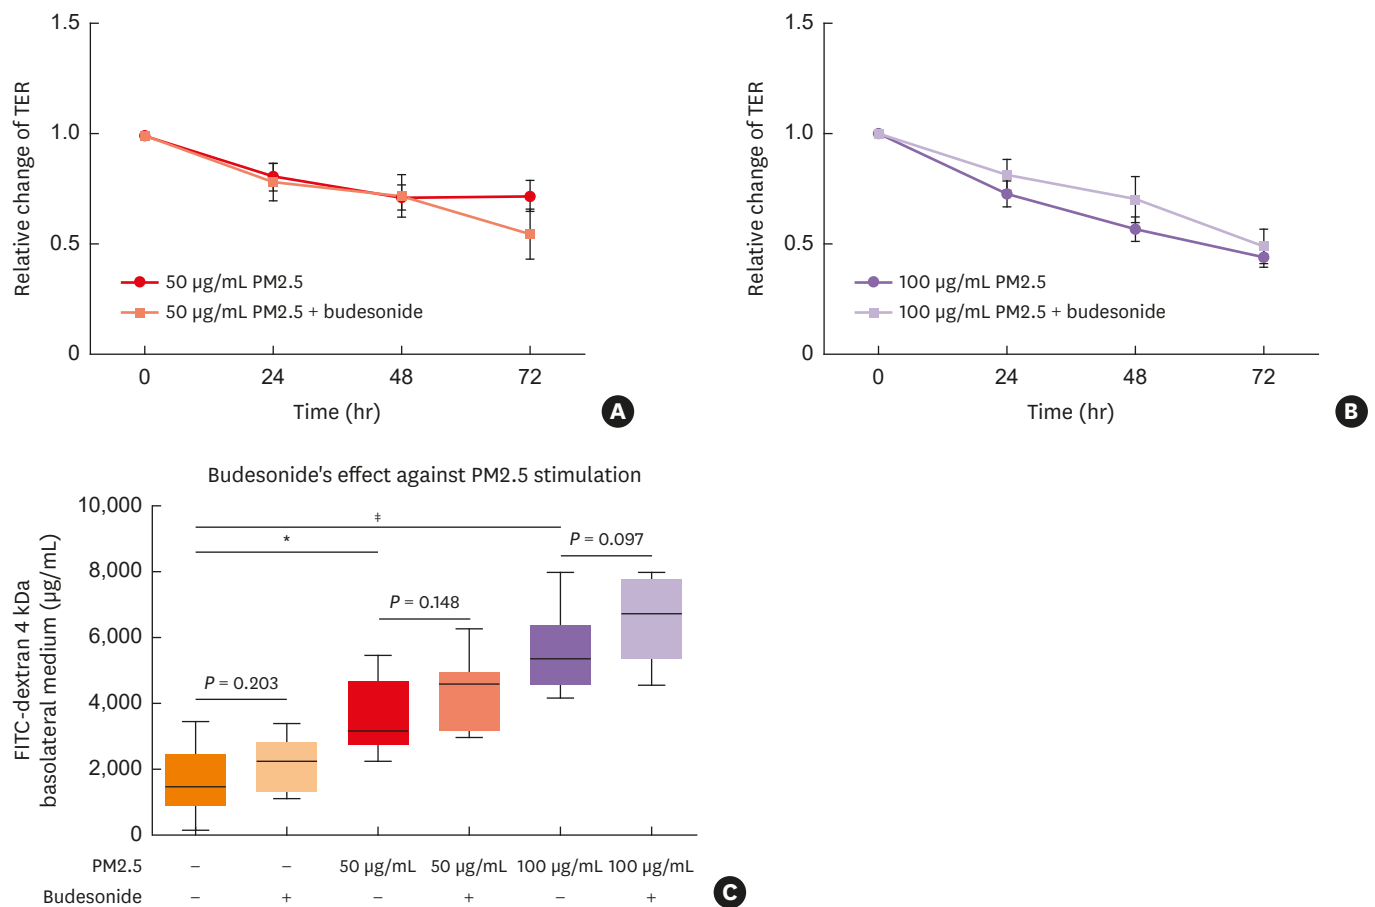 1.5
1.0
0.5
0
Relative change of TER
50 µg/mL PM2.5
50 µg/mL PM2.5 + budesonide
0 24 48 72
Time (hr)
A
1.5
1.0
0.5
0
Relative change of TER
100 µg/mL PM2.5
100 µg/mL PM2.5 + budesonide
0 24 48 72
Time (hr)
B
Budesonide's effect against PM2.5 stimulation
10,000
8,000
6,000
4,000
2,000
0
FITC-dextran 4 kDa
basolateral medium (µg/mL)
‡
*
P = 0.097
P = 0.148
P = 0.203
PM2.5 – – 50 µg/mL 50 µg/mL 100 µg/mL 100 µg/mL
Budesonide – + – + – +
C